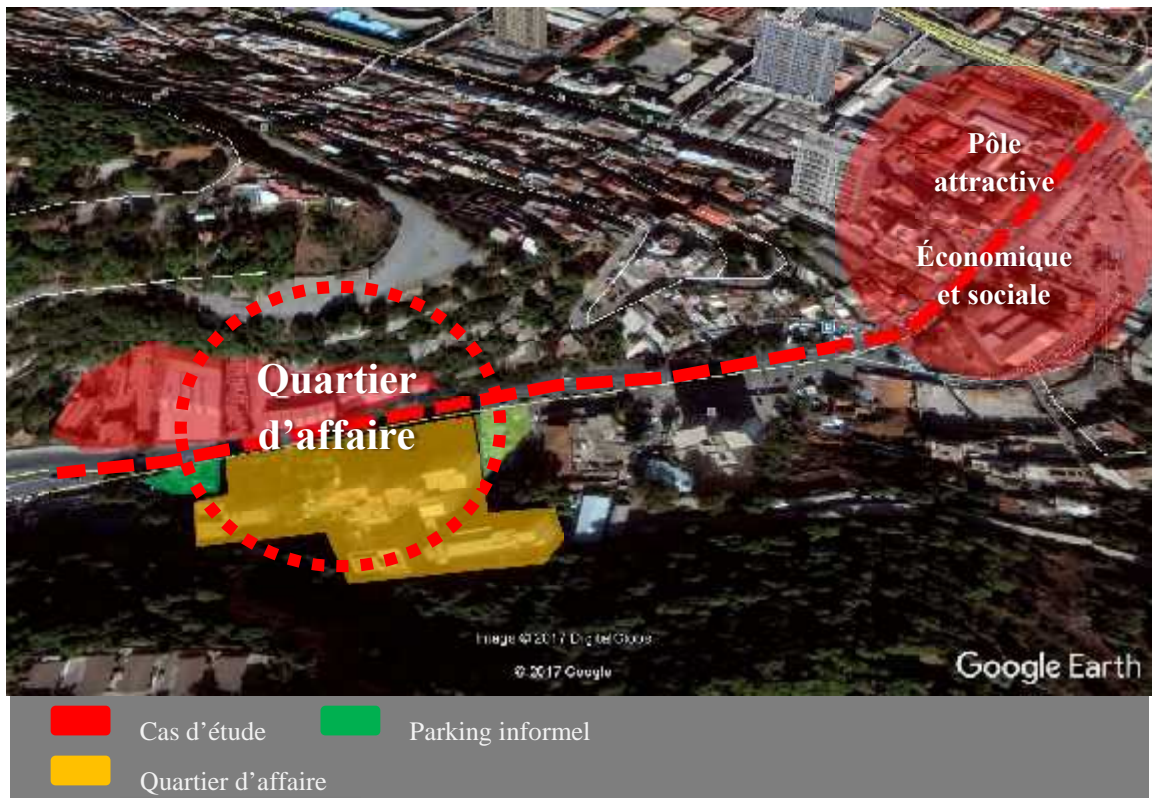 Pôle
attractive
Économique
et sociale
Quartier
d’affaire
Image © 2017 DigitalGlobe
© 2017 Google
Google Earth
Cas d’étude
Parking informel
Quartier d’affaire